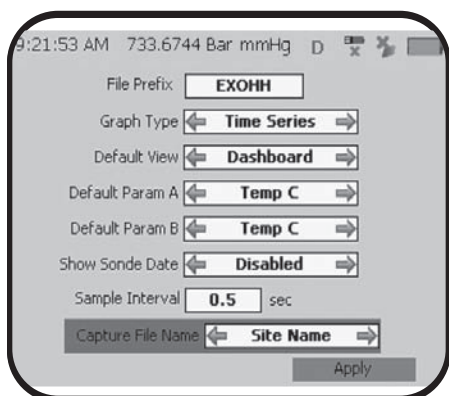 9:21:53 AM 733.6744 Bar mmHg D
File Prefix EXOHH
Graph Type Time Series
Default View Dashboard
Default Param A Temp C
Default Param B Temp C
Show Sonde Date Disabled
Sample Interval 0.5 sec
Capture File Name Site Name
Apply